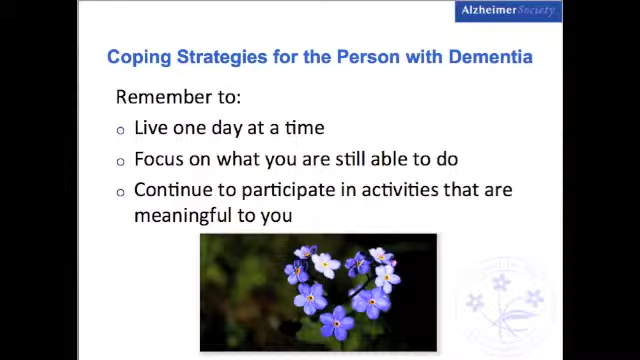 AlzheimerSociety
Coping Strategies for the Person with Dementia
Remember to:
o Live one day at a time
o Focus on what you are still able to do
o Continue to participate in activities that are
meaningful to you